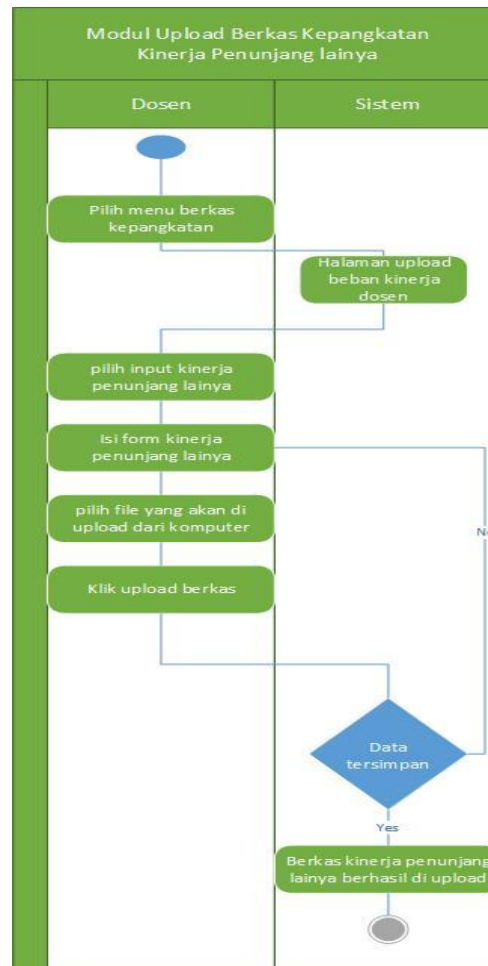 Modul Upload Berkas Kepangkatan
Kinerja Penunjang lainya
Dosen
Sistem
Pilih menu berkas
kepangkatan
Halaman upload
beban kinerja
dosen
pilih input kinerja
penunjang lainya
Isi form kinerja
penunjang lainya
pilih file yang akan di
upload dari komputer
Klik upload berkas
No
Data
tersimpan
Yes
Berkas kinerja penunjang
lainya berhasil di upload